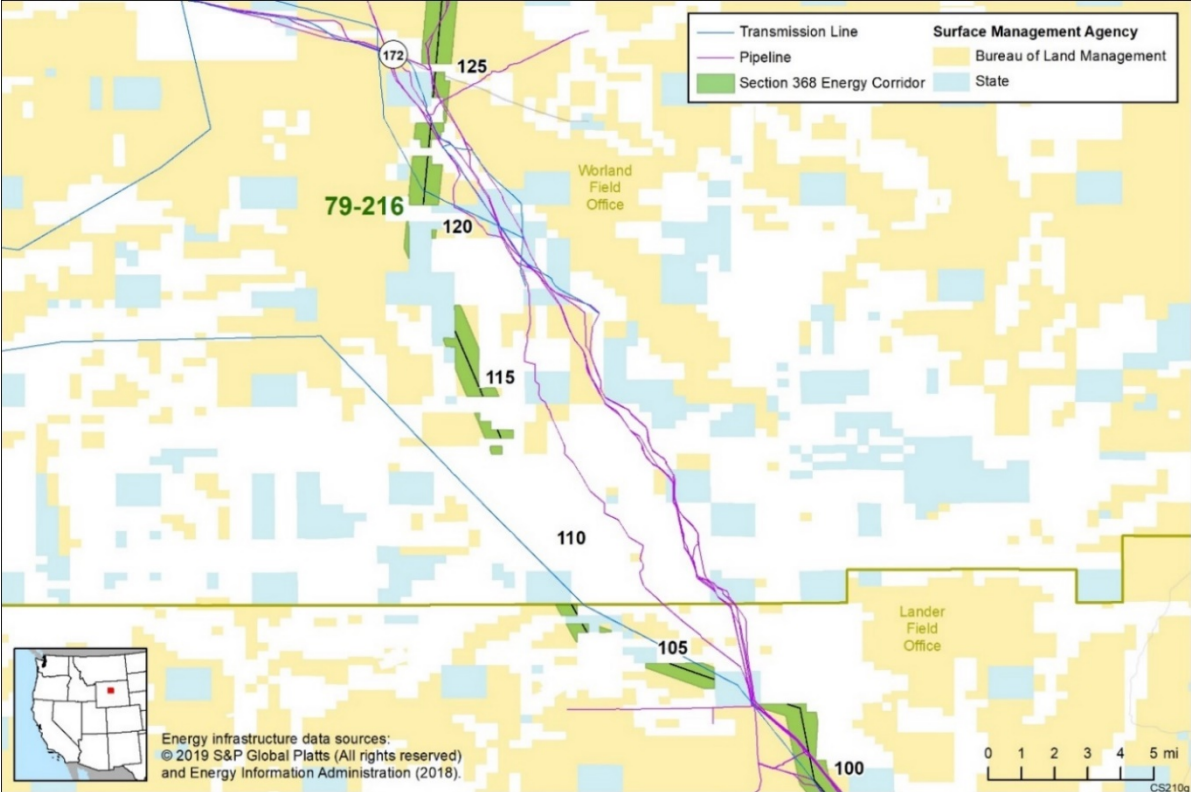 Transmission Line
Pipeline
Section 368 Energy Corridor
Surface Management Agency
Bureau of Land Management
State
172
125
Worland
Field
Office
79-216
120
115
110
105
Lander
Field
Office
100
Energy infrastructure data sources:
© 2019 S&P Global Platts (All rights reserved)
and Energy Information Administration (2018).
0 1 2 3 4 5 mi
CS210g